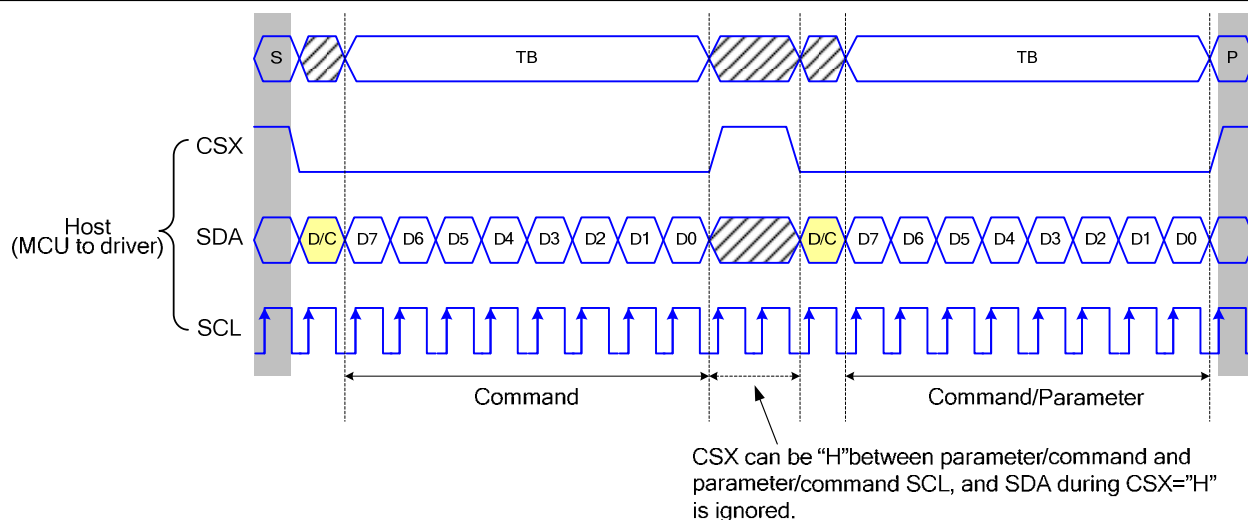 S TB TB P
CSX
Host
(MCU to driver)
SDA D/C D7 D6 D5 D4 D3 D2 D1 D0 D/C D7 D6 D5 D4 D3 D2 D1 D0
SCL
Command Command/Parameter
CSX can be “H”between parameter/command and
parameter/command SCL, and SDA during CSX=”H”
is ignored.